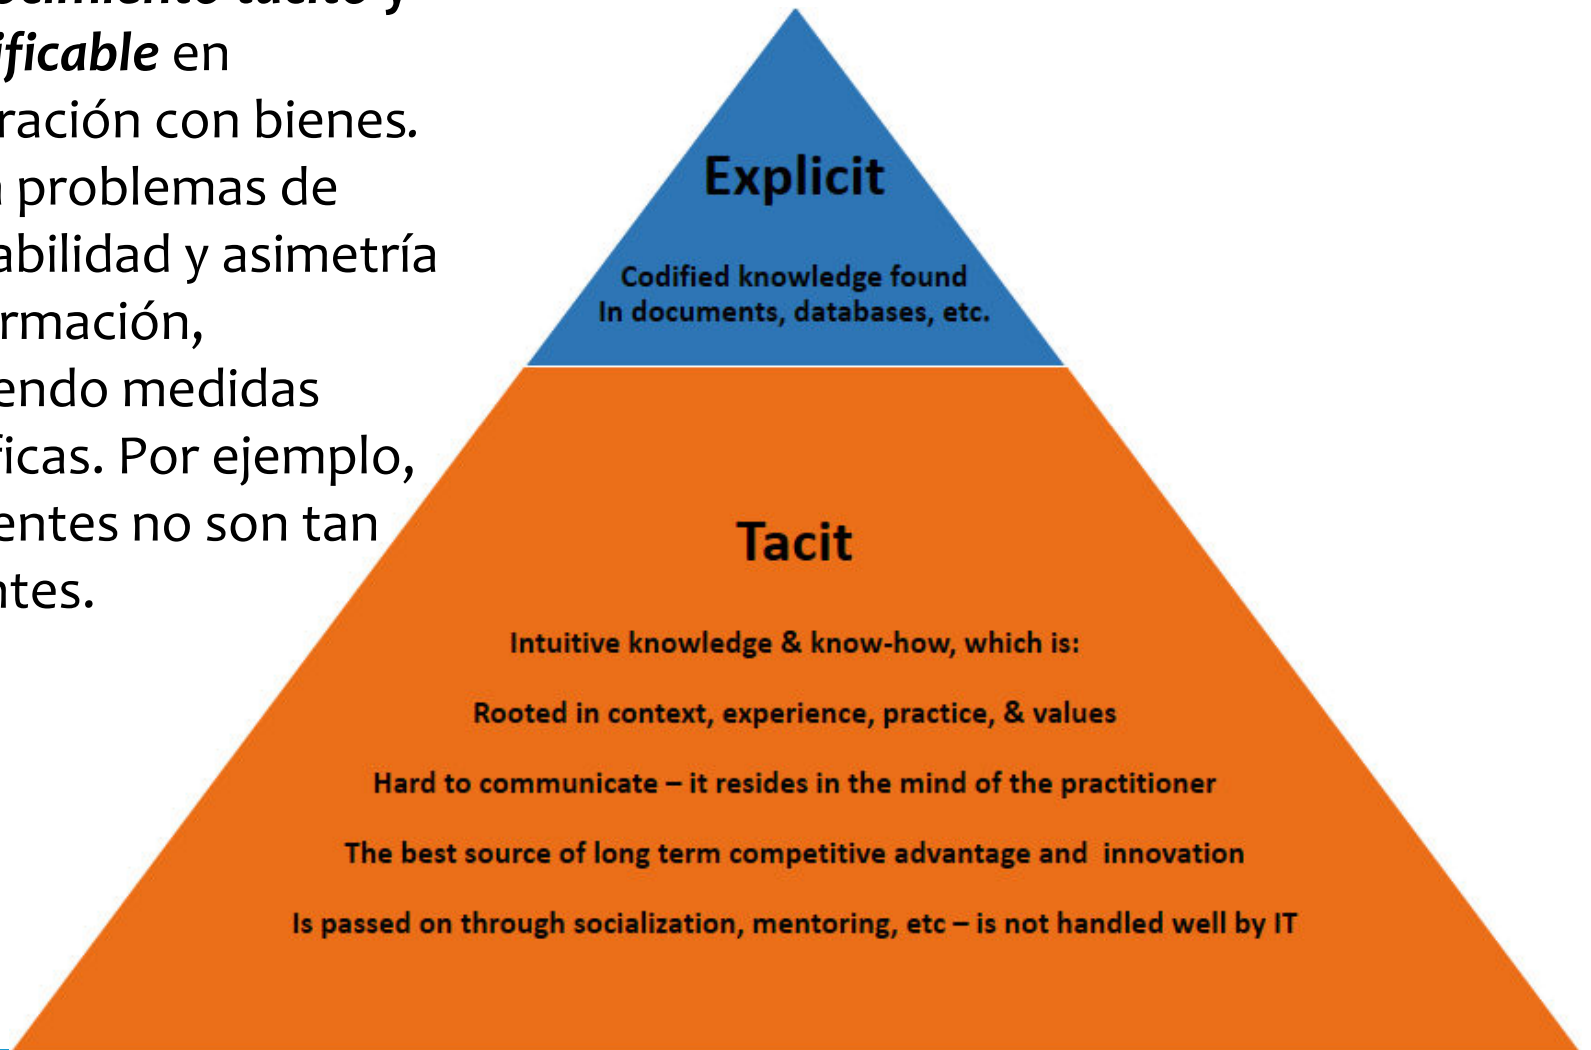 tácito y
ificable en
ración con bienes.
problemas de
abilidad y asimetría
rmación,
endo medidas
ficas. Por ejemplo,
entes no son tan
ntes.
Explicit
Codified knowledge found
In documents, databases, etc.
Tacit
Intuitive knowledge & know-how, which is:
Rooted in context, experience, practice, & values
Hard to communicate – it resides in the mind of the practitioner
The best source of long term competitive advantage and innovation
Is passed on through socialization, mentoring, etc – is not handled well by IT